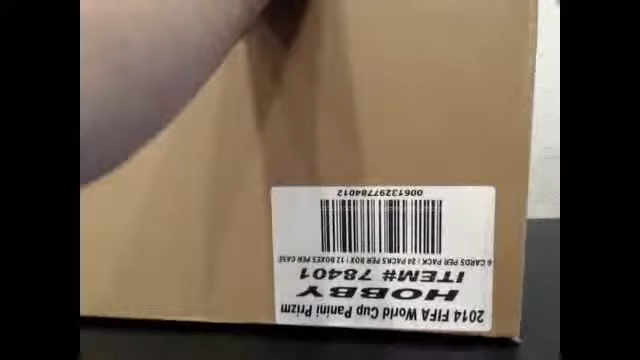 2014 FIFA World Cup Panini Prizm
HOBBY
ITEM# 78401
6 CARDS PER PACK | 24 PACKS PER BOX | 12 BOXES PER CASE
00613297784012